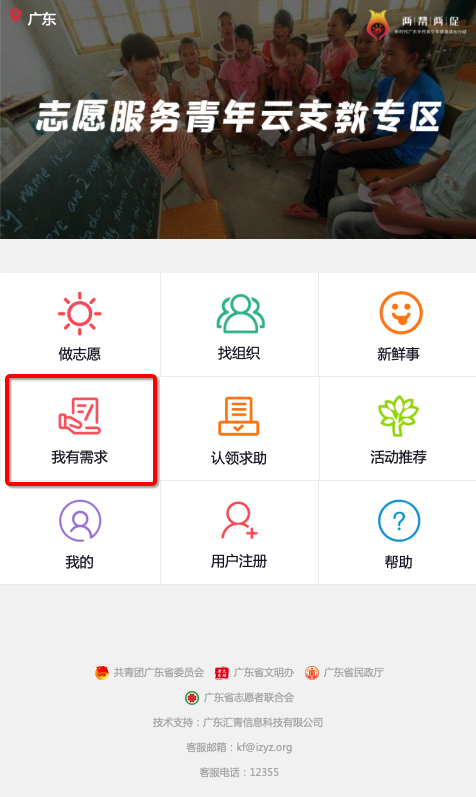 广东
两帮两促
志愿服务青年云支教专区
做志愿
找组织
新鲜事
我有需求
认领求助
活动推荐
我的
用户注册
帮助
共青团广东省委员会 广东省文明办 广东省民政厅
广东省志愿者联合会
技术支持：广东汇青信息科技有限公司
客服邮箱：kf@izyz.org
客服电话：12355